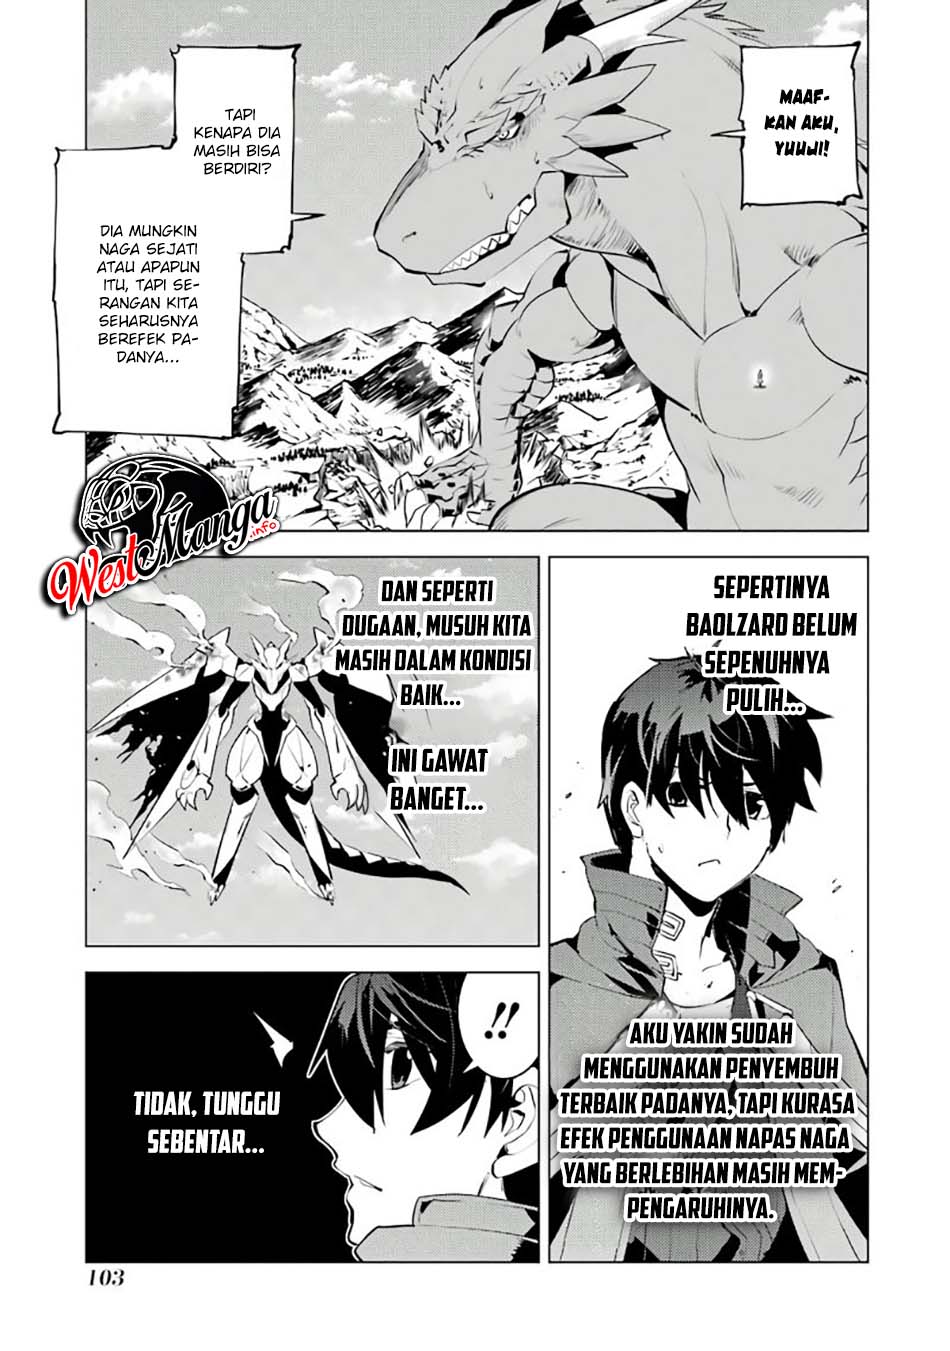 MAAF-
KAN AKU,
YUUJI!
TAPI
KENAPA DIA
MASIH BISA
BERDIRI?
DIA MUNGKIN
NAGA SEJATI
ATAU APAPUN
ITU, TAPI SE-
RANGAN KITA
SEHARUSNYA
BEREFEK PA-
DANYA...
WestManga
.info
SEPERTINYA
BAOLZARD BELUM
SEPENUHNYA
PULIH...
AKU YAKIN SUDAH
MENGGUNAKAN PENYEMBUH
TERBAIK PADANYA, TAPI KURASA
EFEK PENGGUNAAN NAPAS NAGA
YANG BERLEBIHAN MASIH MEM-
PENGARUHINYA.
DAN SEPERTI
DUGAAN, MUSUH KITA
MASIH DALAM KONDISI
BAIK...
INI GAWAT
BANGET...
!!
TIDAK, TUNGGU
SEBENTAR...
103